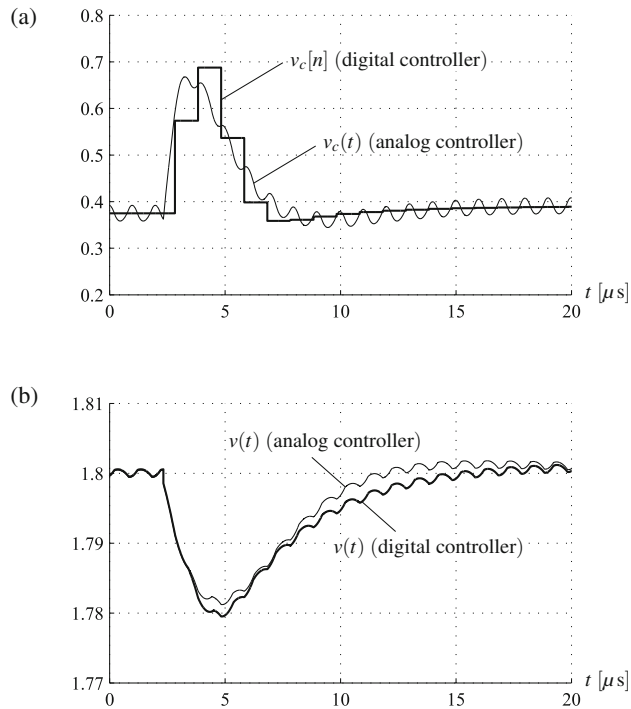 (a)
0.8
0.7
0.6
0.5
0.4
0.3
0.2
v_c[n] (digital controller)
v_c(t) (analog controller)
0
5
10
15
20
t [μs]
(b)
1.81
1.8
1.79
1.78
1.77
v(t) (analog controller)
v(t) (digital controller)
0
5
10
15
20
t [μs]